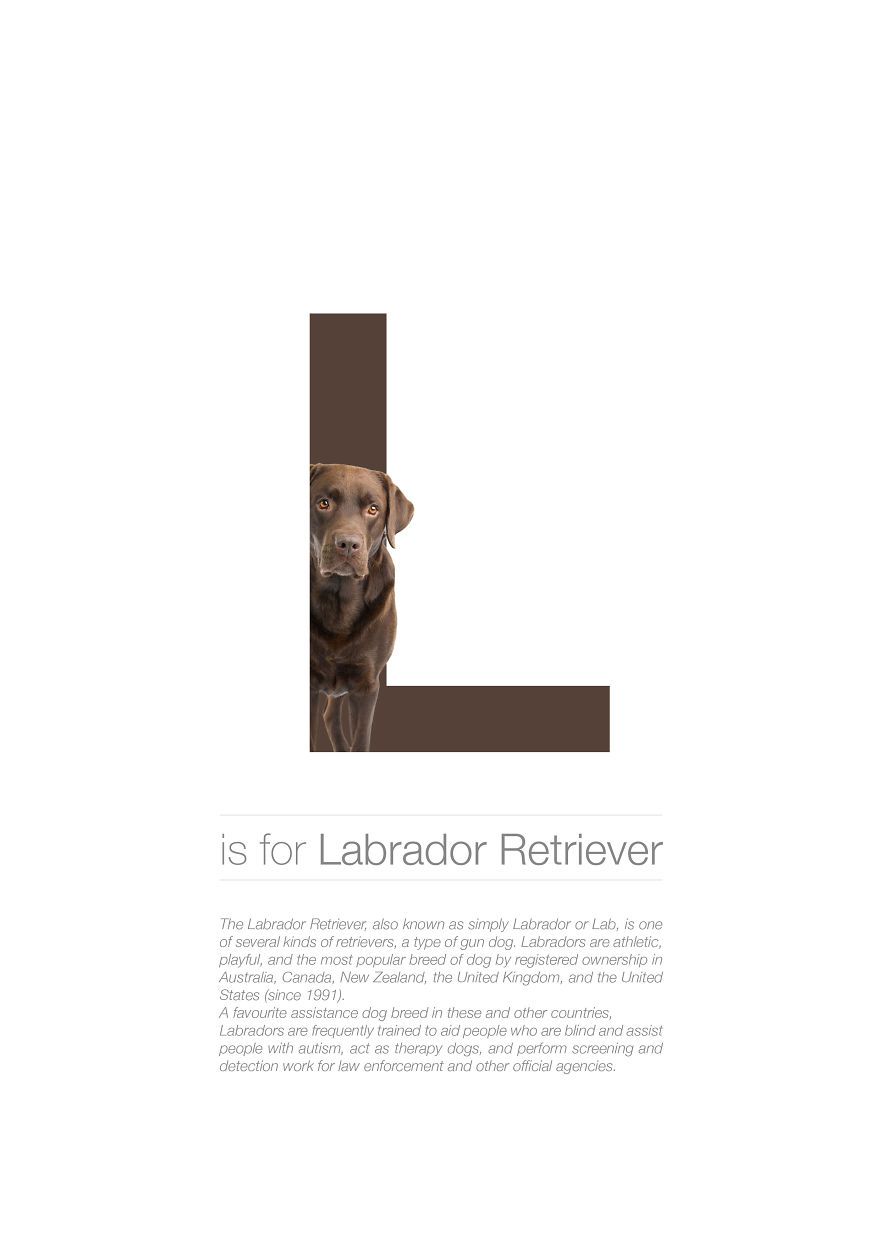 L
is for Labrador Retriever
The Labrador Retriever, also known as simply Labrador or Lab, is one
of several kinds of retrievers, a type of gun dog. Labradors are athletic,
playful, and the most popular breed of dog by registered ownership in
Australia, Canada, New Zealand, the United Kingdom, and the United
States (since 1991).
A favourite assistance dog breed in these and other countries,
Labradors are frequently trained to aid people who are blind and assist
people with autism, act as therapy dogs, and perform screening and
detection work for law enforcement and other official agencies.